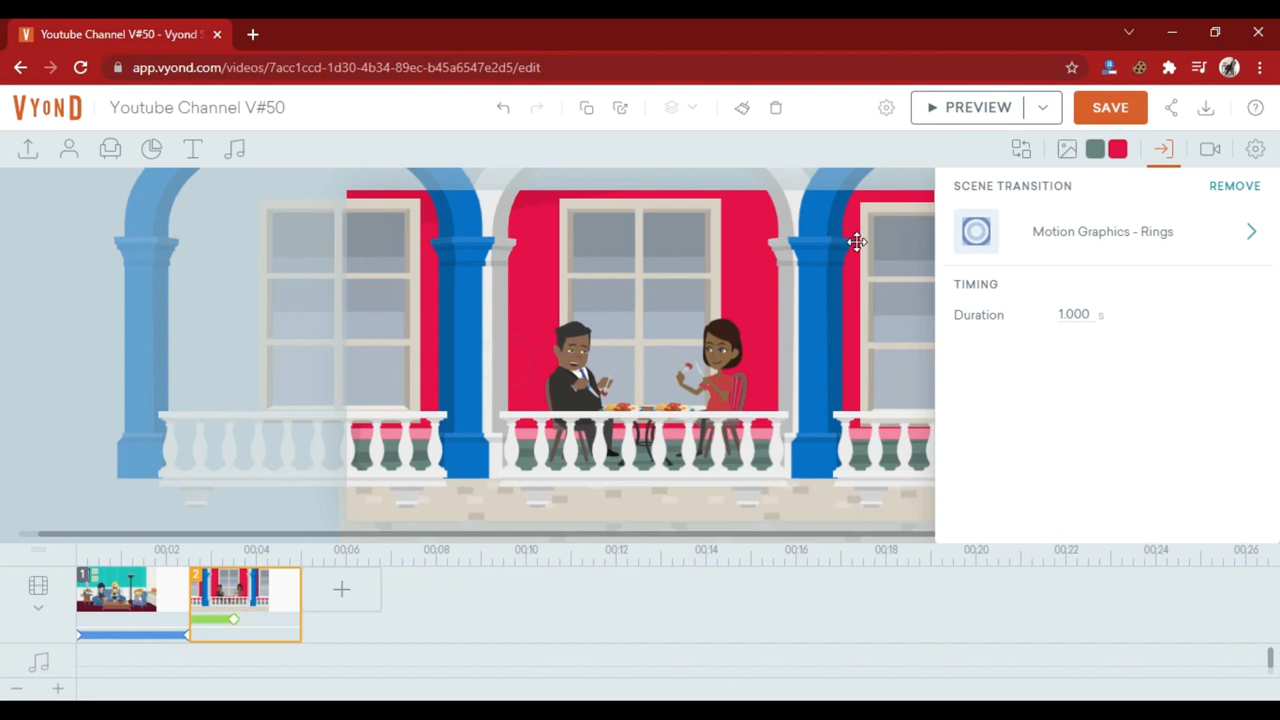 Youtube Channel V#50 - Vyond S
app.vyond.com/videos/7acc1ccd-1d30-4b34-89ec-b45a6547e2d5/edit
VYOND
Youtube Channel V#50
PREVIEW
SAVE
SCENE TRANSITION
REMOVE
Motion Graphics - Rings
TIMING
Duration
1.000 s
00:02
00:04
00:06
00:08
00:10
00:12
00:14
00:16
00:18
00:20
00:22
00:24
00:26
1
2